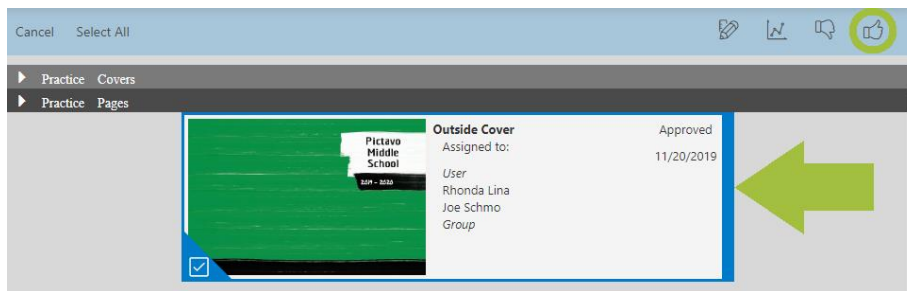 Cancel Select All
Practice Covers
Practice Pages
Pictavo
Middle
School
2019 - 2020
Outside Cover
Assigned to:
User
Rhonda Lina
Joe Schmo
Group
Approved
11/20/2019